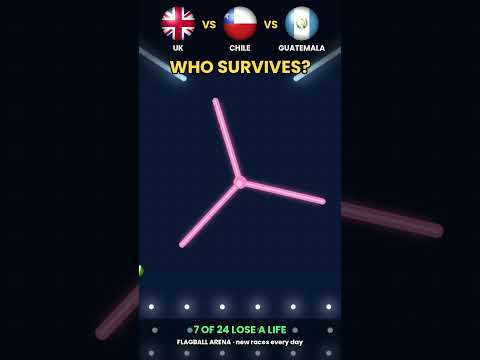 VS VS
UK CHILE GUATEMALA
WHO SURVIVES?
7 OF 24 LOSE A LIFE
FLAGBALL ARENA · new races every day